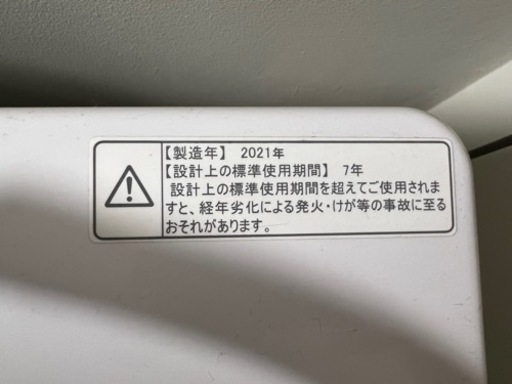 【製造年】 2021年
【設計上の標準使用期間】 7年
設計上の標準使用期間を超えてご使用されま
すと、経年劣化による発火・けが等の事故に至る
おそれがあります。